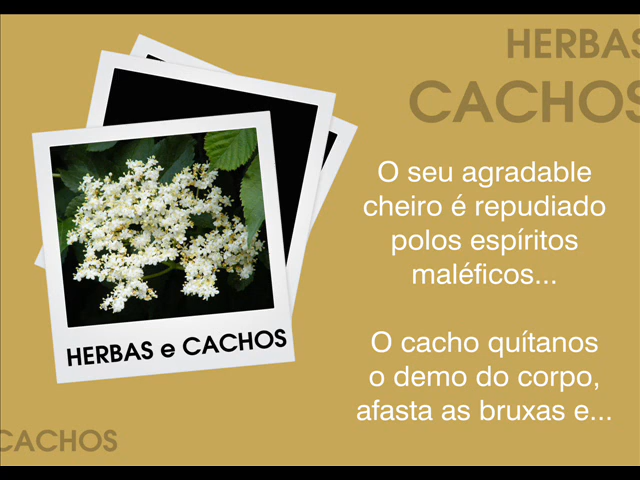 HERBAS
CACHOS
O seu agradable
cheiro é repudiado
polos espíritos
maléficos...
O cacho quítanos
o demo do corpo,
afasta as bruxas e...
HERBAS e CACHOS
CACHOS